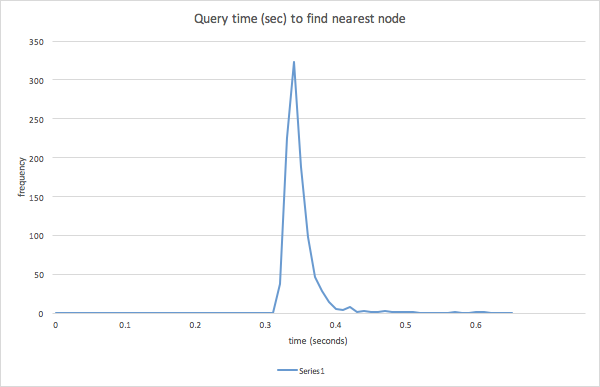 Query time (sec) to find nearest node
350
300
250
200
150
100
50
0
frequency
0 0.1 0.2 0.3 0.4 0.5 0.6
time (seconds)
Series1